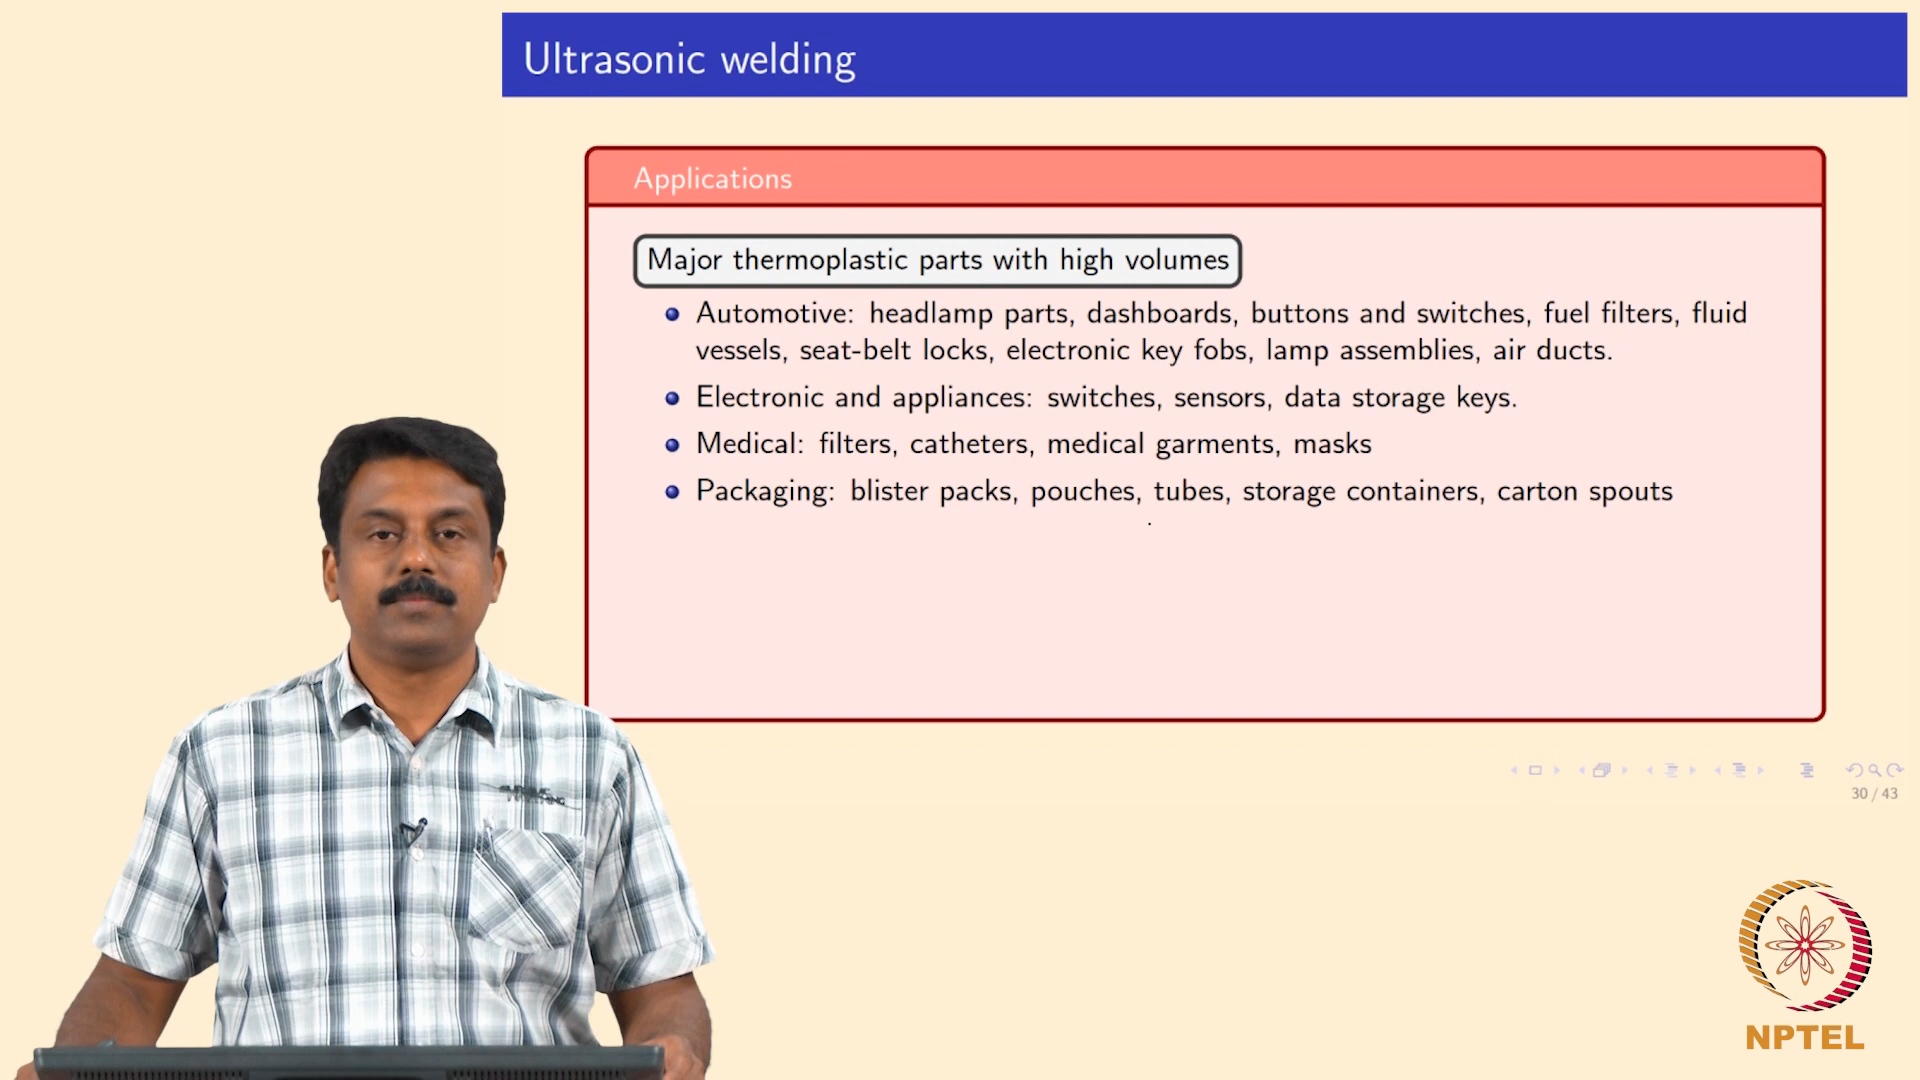 Ultrasonic welding
Applications
Major thermoplastic parts with high volumes
Automotive: headlamp parts, dashboards, buttons and switches, fuel filters, fluid
vessels, seat-belt locks, electronic key fobs, lamp assemblies, air ducts.
Electronic and appliances: switches, sensors, data storage keys.
Medical: filters, catheters, medical garments, masks
Packaging: blister packs, pouches, tubes, storage containers, carton spouts
30 / 43
NPTEL